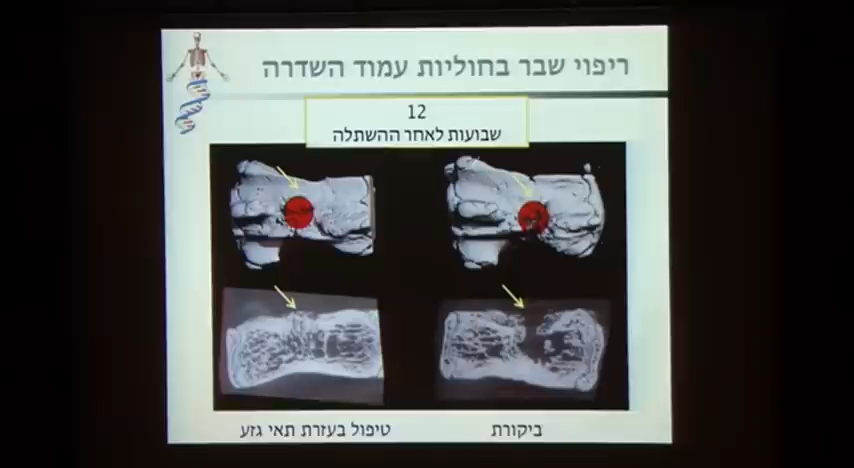 ריפוי שבר בחוליות עמוד השדרה
12
שבועות לאחר ההשתלה
ביקורת
טיפול בעזרת תאי גזע